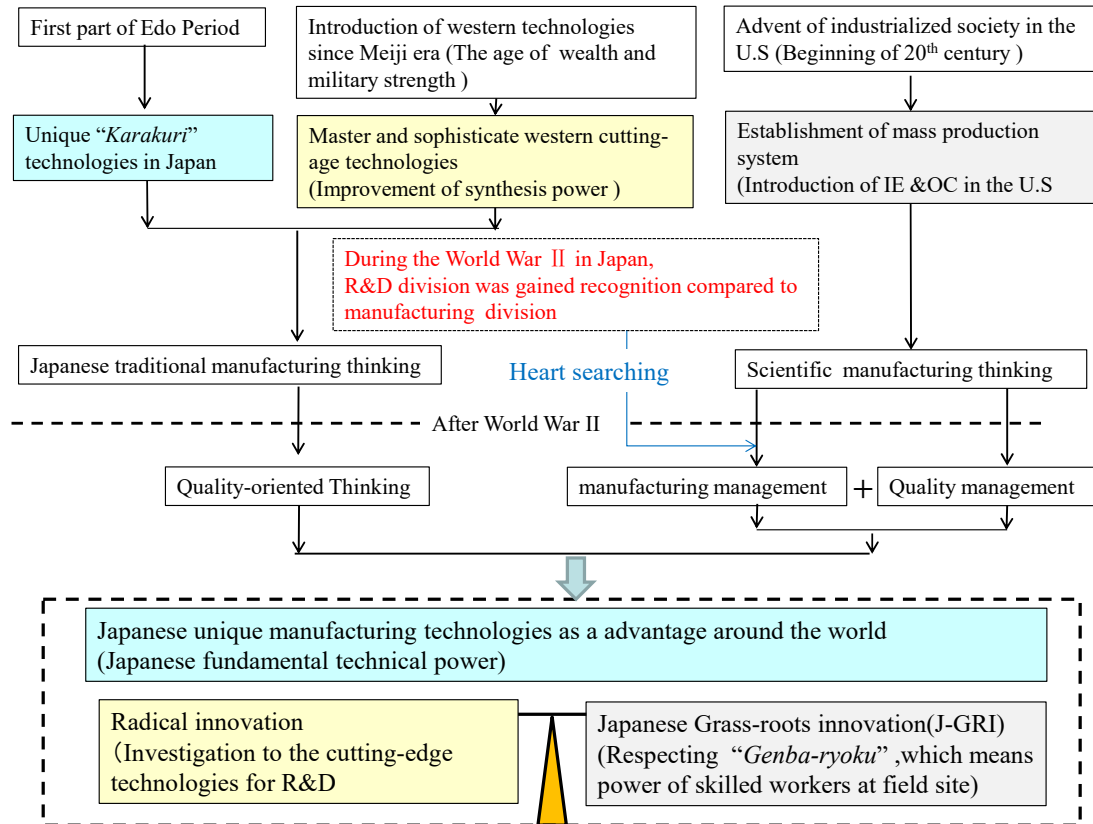 First part of Edo Period
Introduction of western technologies
since Meiji era (The age of wealth and
military strength )
Advent of industrialized society in the
U.S (Beginning of 20th century )
Unique “Karakuri”
technologies in Japan
Master and sophisticate western cutting-
age technologies
(Improvement of synthesis power )
Establishment of mass production
system
(Introduction of IE &OC in the U.S
During the World War Ⅱ in Japan,
R&D division was gained recognition compared to
manufacturing division
Japanese traditional manufacturing thinking
Heart searching
Scientific manufacturing thinking
After World War II
Quality-oriented Thinking
manufacturing management
+
Quality management
Japanese unique manufacturing technologies as a advantage around the world
(Japanese fundamental technical power)
Radical innovation
（Investigation to the cutting-edge
technologies for R&D
Japanese Grass-roots innovation(J-GRI)
(Respecting “Genba-ryoku” ,which means
power of skilled workers at field site)